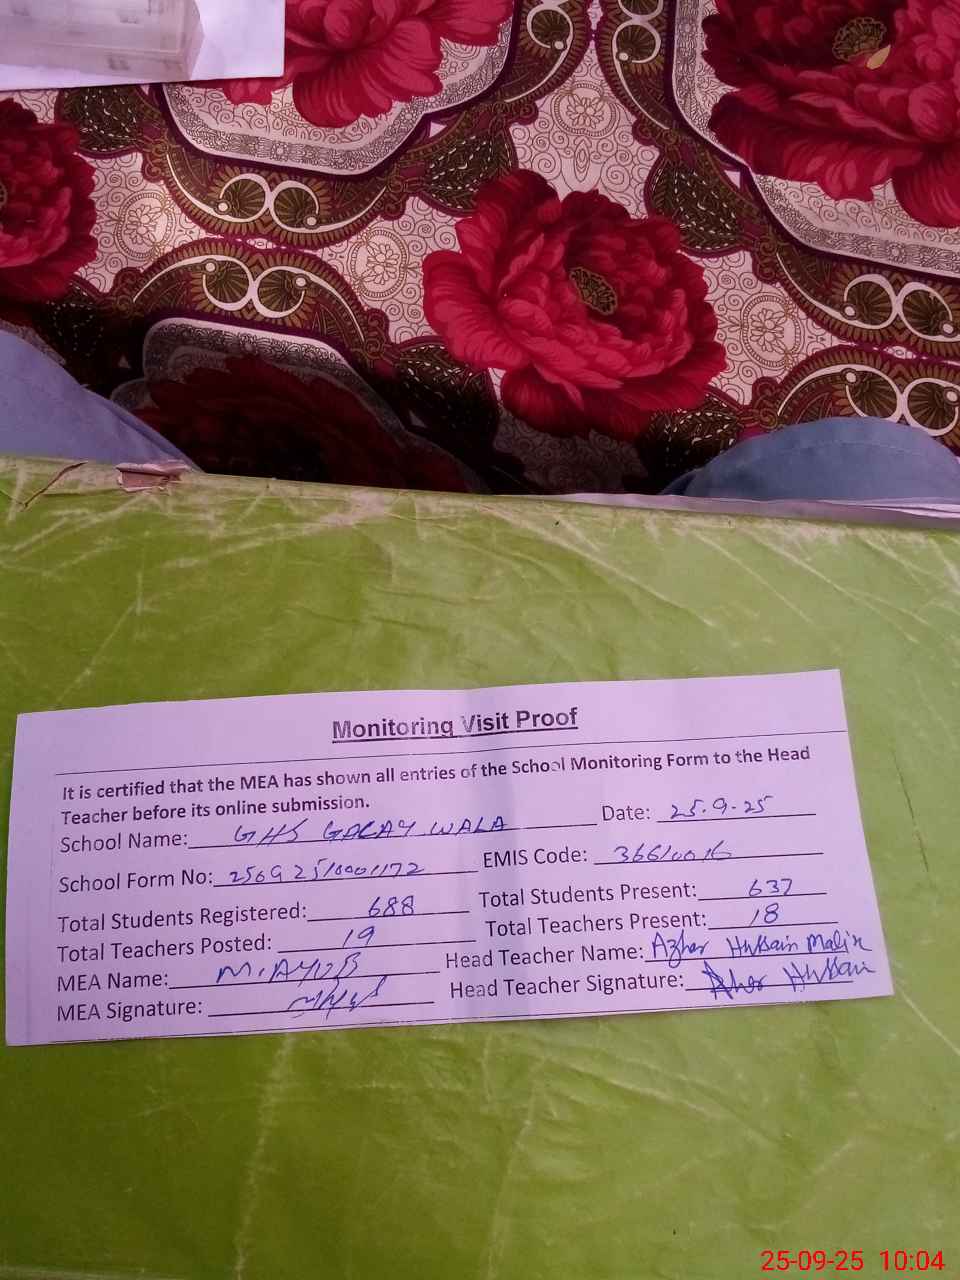 Monitoring Visit Proof
It is certified that the MEA has shown all entries of the School Monitoring Form to the Head
Teacher before its online submission.
School Name: GHS GALAY WALA Date: 25.9-25
School Form No: EMIS Code: 36610016
Total Students Registered: 688 Total Students Present: 637
Total Teachers Posted: 19 Total Teachers Present: 18
MEA Name: M.AYUB Head Teacher Name: Azhar Hussain Malik
MEA Signature: Head Teacher Signature: Azhar Hussain
25-09-25 10:04